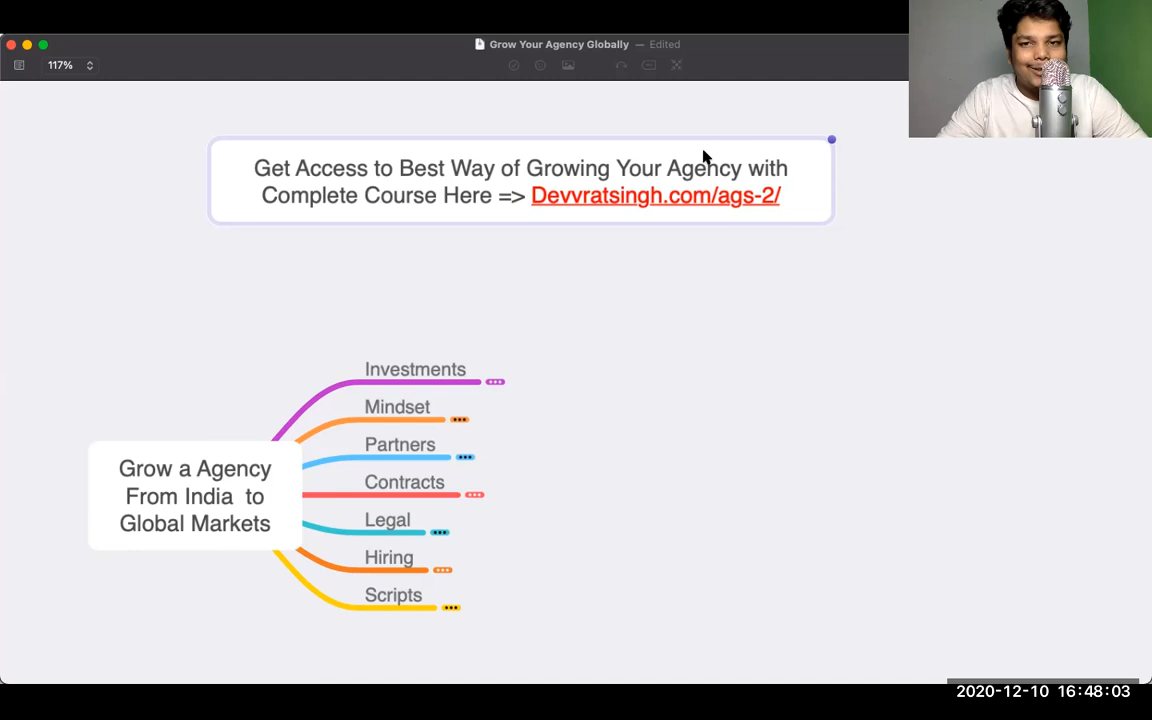 Grow Your Agency Globally — Edited
117%
Get Access to Best Way of Growing Your Agency with
Complete Course Here => Devvratsingh.com/ags-2/
Investments
Mindset
Partners
Grow a Agency
From India to
Global Markets
Contracts
Legal
Hiring
Scripts
2020-12-10 16:48:03